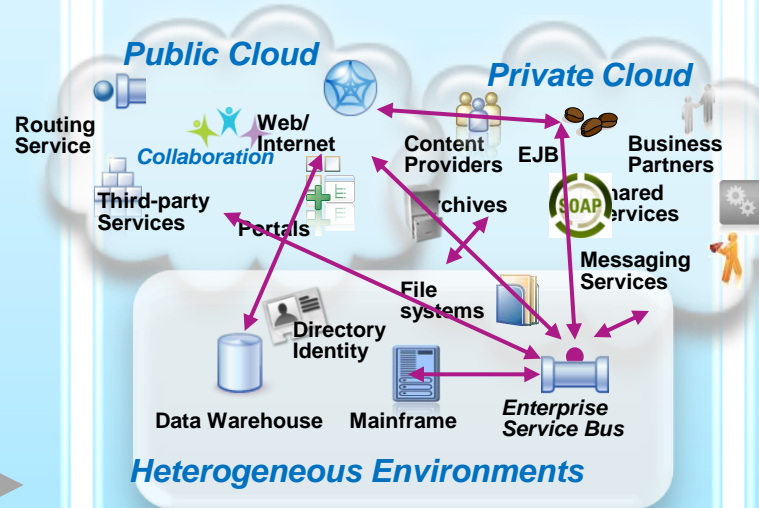 Public Cloud
Private Cloud
Routing
Service
Collaboration
Web/
Internet
Content
Providers
EJB
Business
Partners
Third-party
Services
Portals
rchives
SOAP
hared
ervices
Messaging
Services
File
systems
Directory
Identity
Data Warehouse
Mainframe
Enterprise
Service Bus
Heterogeneous Environments